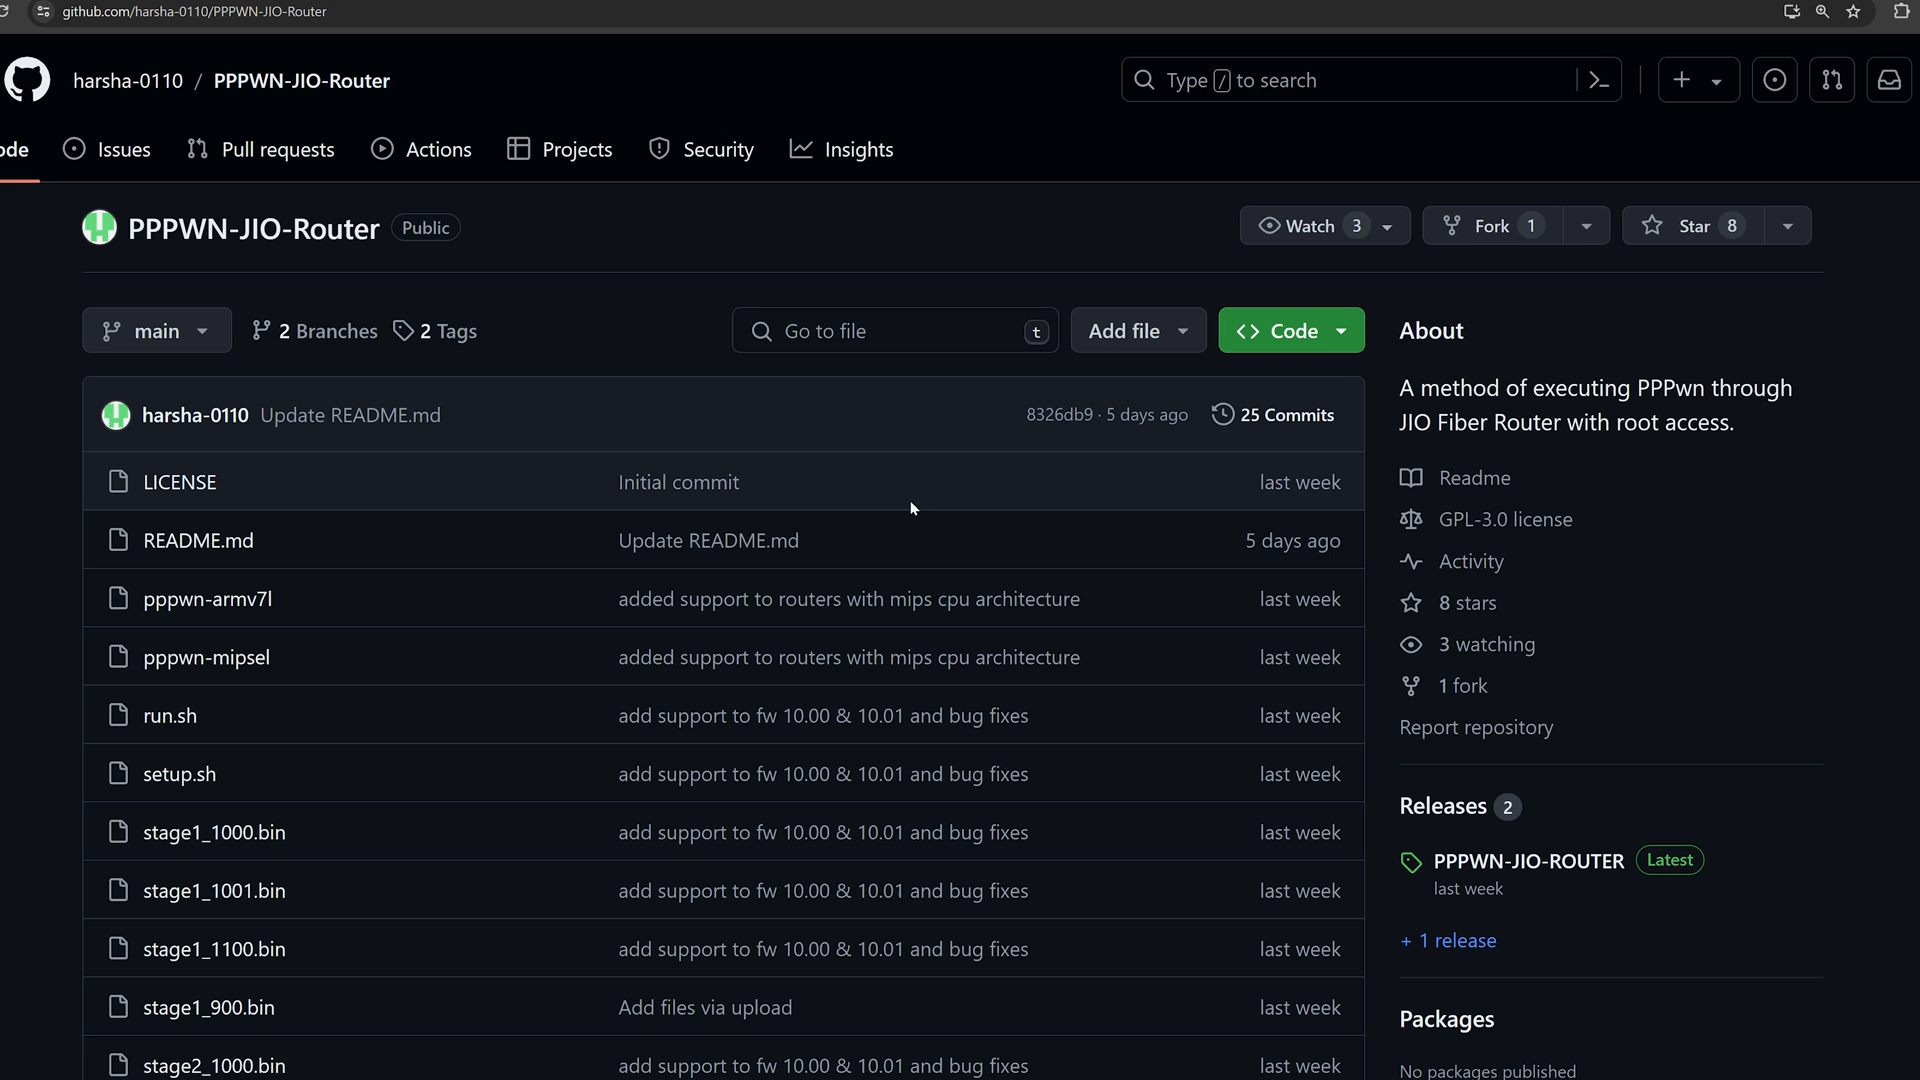 github.com/harsha-0110/PPPWN-JIO-Router
harsha-0110 / PPPWN-JIO-Router
Type / to search
ode
Issues
Pull requests
Actions
Projects
Security
Insights
PPPWN-JIO-Router
Public
Watch 3
Fork 1
Star 8
main
2 Branches
2 Tags
Go to file
t
Add file
Code
harsha-0110 Update README.md
8326db9 · 5 days ago
25 Commits
LICENSE Initial commit last week
README.md Update README.md 5 days ago
pppwn-armv7l added support to routers with mips cpu architecture last week
pppwn-mipsel added support to routers with mips cpu architecture last week
run.sh add support to fw 10.00 & 10.01 and bug fixes last week
setup.sh add support to fw 10.00 & 10.01 and bug fixes last week
stage1_1000.bin add support to fw 10.00 & 10.01 and bug fixes last week
stage1_1001.bin add support to fw 10.00 & 10.01 and bug fixes last week
stage1_1100.bin add support to fw 10.00 & 10.01 and bug fixes last week
stage1_900.bin Add files via upload last week
stage2_1000.bin add support to fw 10.00 & 10.01 and bug fixes last week
About
A method of executing PPPwn through
JIO Fiber Router with root access.
Readme
GPL-3.0 license
Activity
8 stars
3 watching
1 fork
Report repository
Releases 2
PPPWN-JIO-ROUTER Latest
last week
+ 1 release
Packages
No packages published